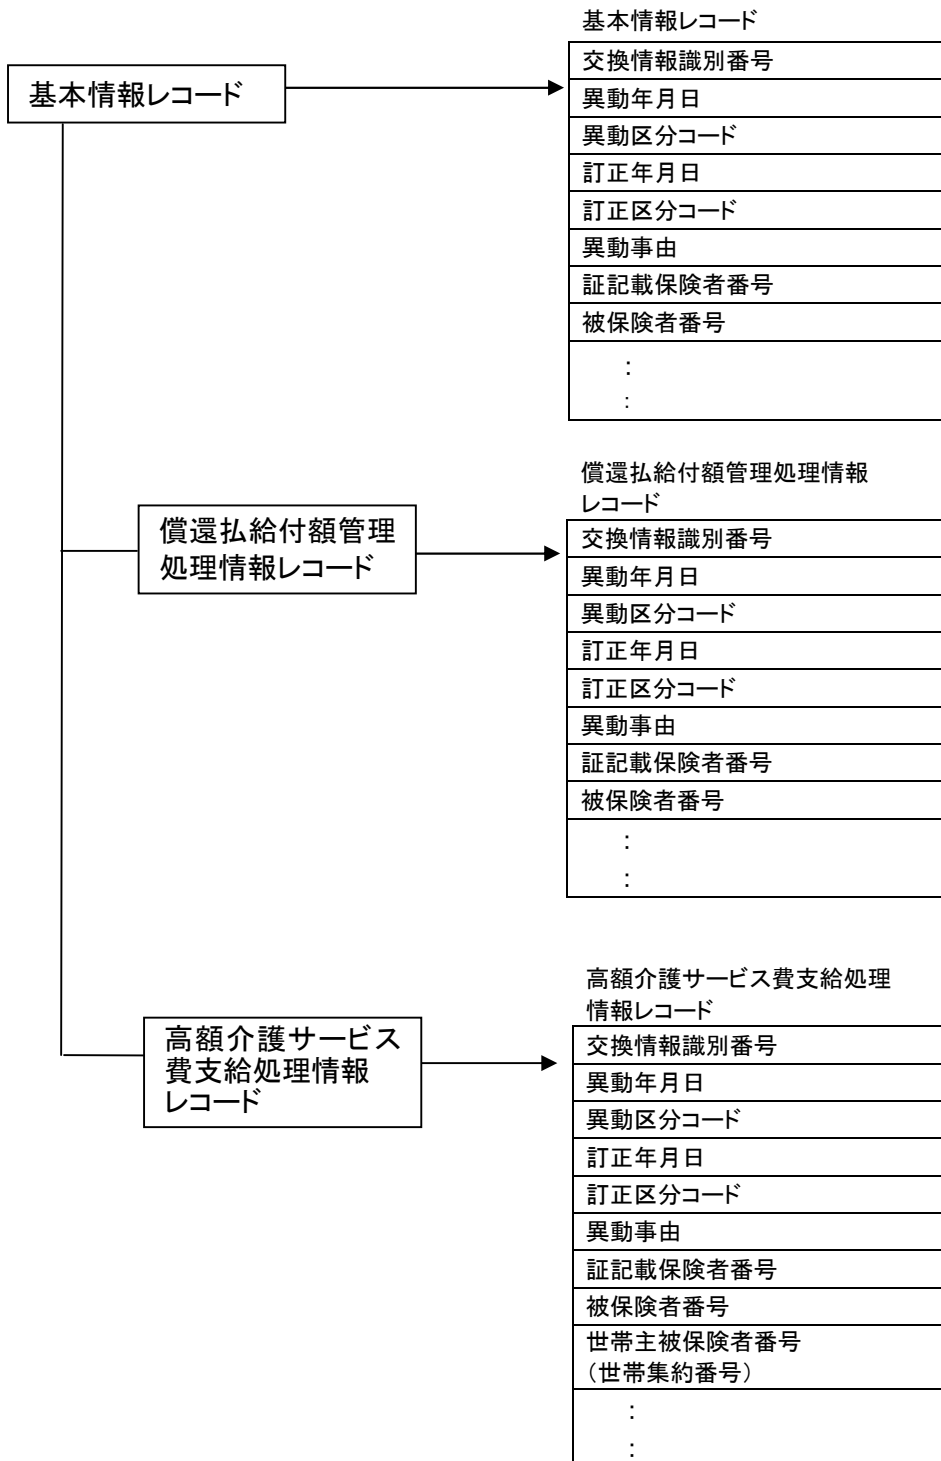 基本情報レコード
基本情報レコード
交換情報識別番号
異動年月日
異動区分コード
訂正年月日
訂正区分コード
異動事由
証記載保険者番号
被保険者番号
：
：
償還払給付額管理
処理情報レコード
償還払給付額管理処理情報
レコード
交換情報識別番号
異動年月日
異動区分コード
訂正年月日
訂正区分コード
異動事由
証記載保険者番号
被保険者番号
：
：
高額介護サービス
費支給処理情報
レコード
高額介護サービス費支給処理
情報レコード
交換情報識別番号
異動年月日
異動区分コード
訂正年月日
訂正区分コード
異動事由
証記載保険者番号
被保険者番号
世帯主被保険者番号
（世帯集約番号）
：
：